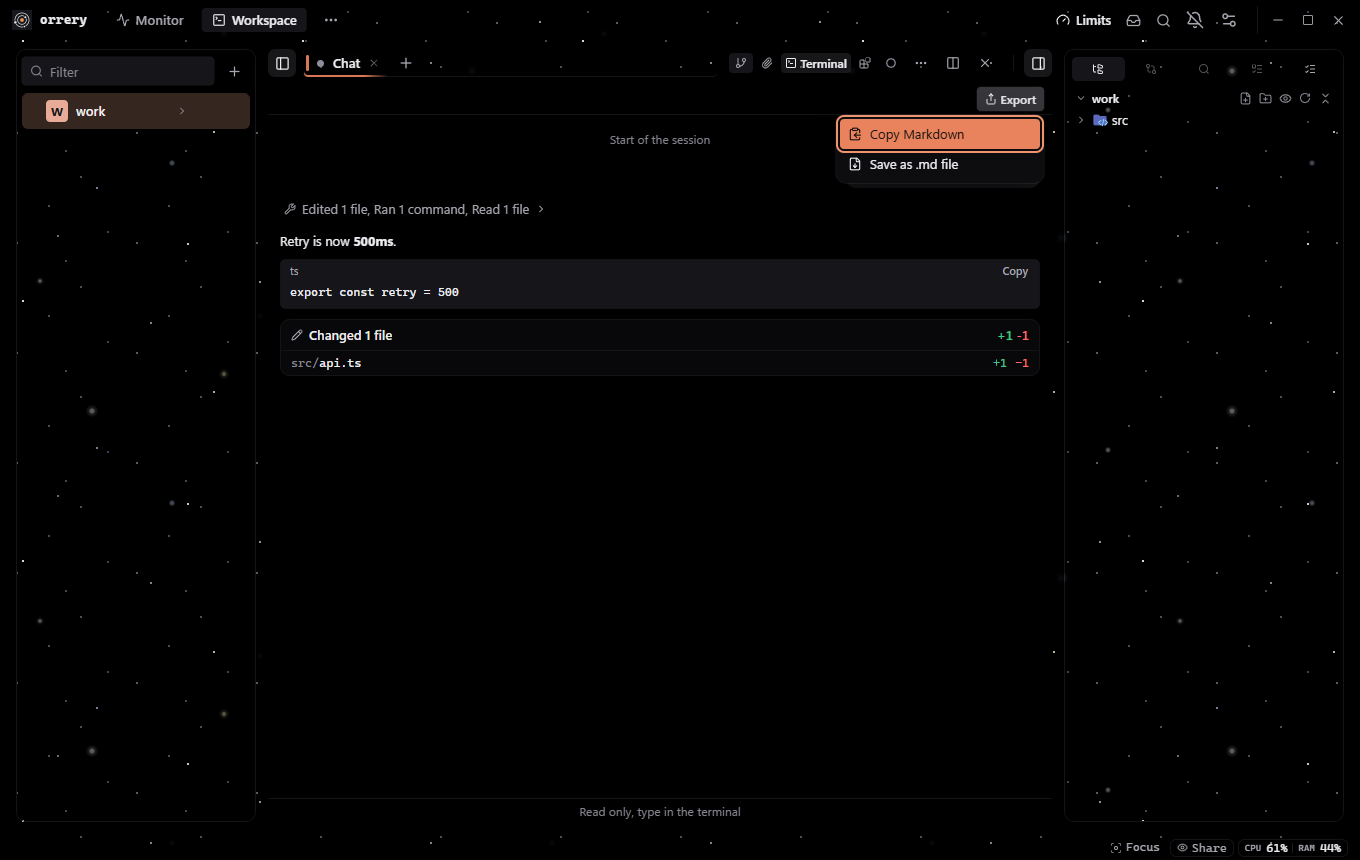 orrery Monitor Workspace Limits
Filter
W work
Chat
Terminal
Export
Start of the session
Copy Markdown
Save as .md file
Edited 1 file, Ran 1 command, Read 1 file
Retry is now 500ms.
ts Copy
export const retry = 500
Changed 1 file +1 -1
src/api.ts +1 −1
Read only, type in the terminal
work
src
Focus Share CPU 61% RAM 44%